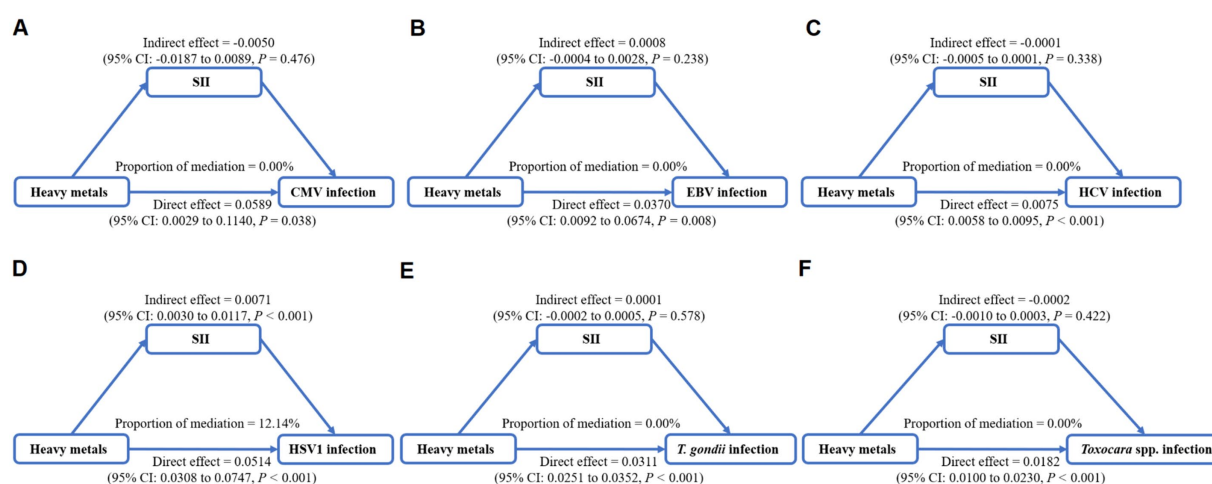 A
Indirect effect = -0.0050
(95% CI: -0.0187 to 0.0089, P = 0.476)
SII
Proportion of mediation = 0.00%
Heavy metals
CMV infection
Direct effect = 0.0589
(95% CI: 0.0029 to 0.1140, P = 0.038)
B
Indirect effect = 0.0008
(95% CI: -0.0004 to 0.0028, P = 0.238)
SII
Proportion of mediation = 0.00%
Heavy metals
EBV infection
Direct effect = 0.0370
(95% CI: 0.0092 to 0.0674, P = 0.008)
C
Indirect effect = -0.0001
(95% CI: -0.0005 to 0.0001, P = 0.338)
SII
Proportion of mediation = 0.00%
Heavy metals
HCV infection
Direct effect = 0.0075
(95% CI: 0.0058 to 0.0095, P < 0.001)
D
Indirect effect = 0.0071
(95% CI: 0.0030 to 0.0117, P < 0.001)
SII
Proportion of mediation = 12.14%
Heavy metals
HSV1 infection
Direct effect = 0.0514
(95% CI: 0.0308 to 0.0747, P < 0.001)
E
Indirect effect = 0.0001
(95% CI: -0.0002 to 0.0005, P = 0.578)
SII
Proportion of mediation = 0.00%
Heavy metals
T. gondii infection
Direct effect = 0.0311
(95% CI: 0.0251 to 0.0352, P < 0.001)
F
Indirect effect = -0.0002
(95% CI: -0.0010 to 0.0003, P = 0.422)
SII
Proportion of mediation = 0.00%
Heavy metals
Toxocara spp. infection
Direct effect = 0.0182
(95% CI: 0.0100 to 0.0230, P < 0.001)